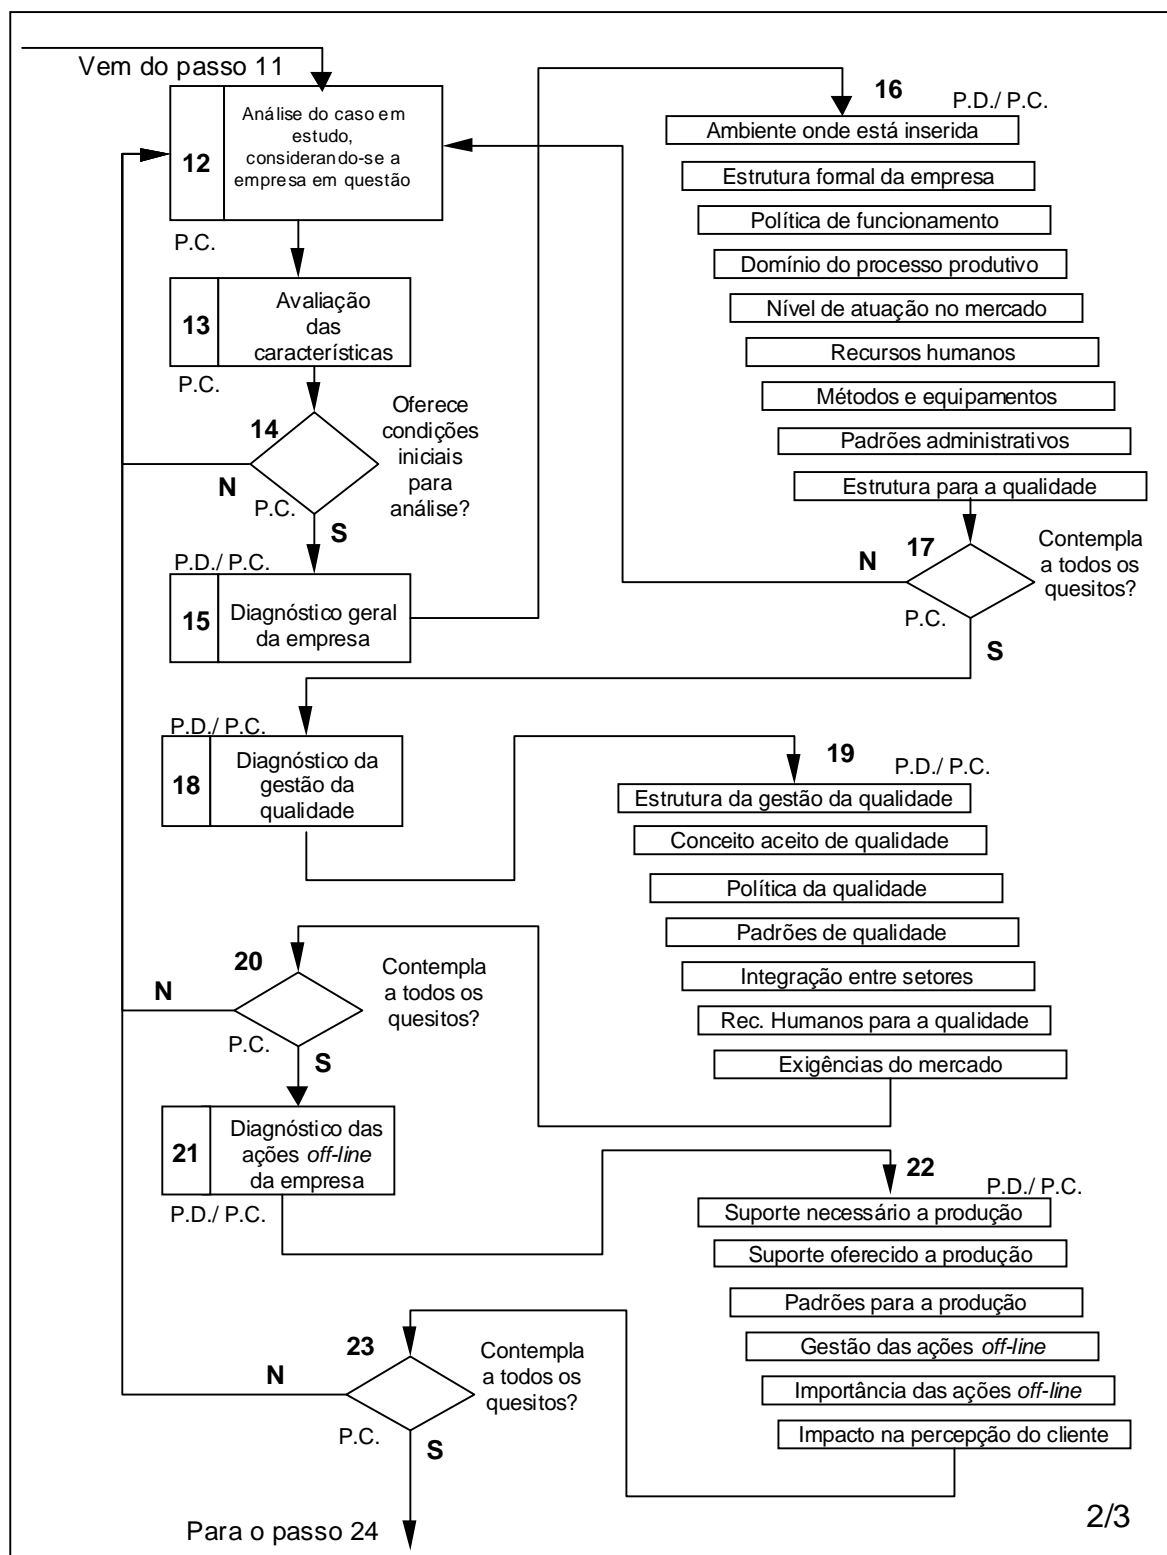 Vem do passo 11
12
Análise do caso em
estudo,
considerando-se a
empresa em questão
P.C.
13
Avaliação
das
características
P.C.
14
Oferece
condições
iniciais
para
análise?
N
P.C.
S
P.D./ P.C.
15
Diagnóstico geral
da empresa
16
P.D./ P.C.
Ambiente onde está inserida
Estrutura formal da empresa
Política de funcionamento
Domínio do processo produtivo
Nível de atuação no mercado
Recursos humanos
Métodos e equipamentos
Padrões administrativos
Estrutura para a qualidade
17
Contempla
a todos os
quesitos?
N
P.C.
S
P.D./ P.C.
18
Diagnóstico da
gestão da
qualidade
19
P.D./ P.C.
Estrutura da gestão da qualidade
Conceito aceito de qualidade
Política da qualidade
Padrões de qualidade
Integração entre setores
Rec. Humanos para a qualidade
Exigências do mercado
20
Contempla
a todos os
quesitos?
N
P.C.
S
21
Diagnóstico das
ações off-line
da empresa
P.D./ P.C.
22
P.D./ P.C.
Suporte necessário a produção
Suporte oferecido a produção
Padrões para a produção
Gestão das ações off-line
Importância das ações off-line
Impacto na percepção do cliente
23
Contempla
a todos os
quesitos?
N
P.C.
S
Para o passo 24
2/3